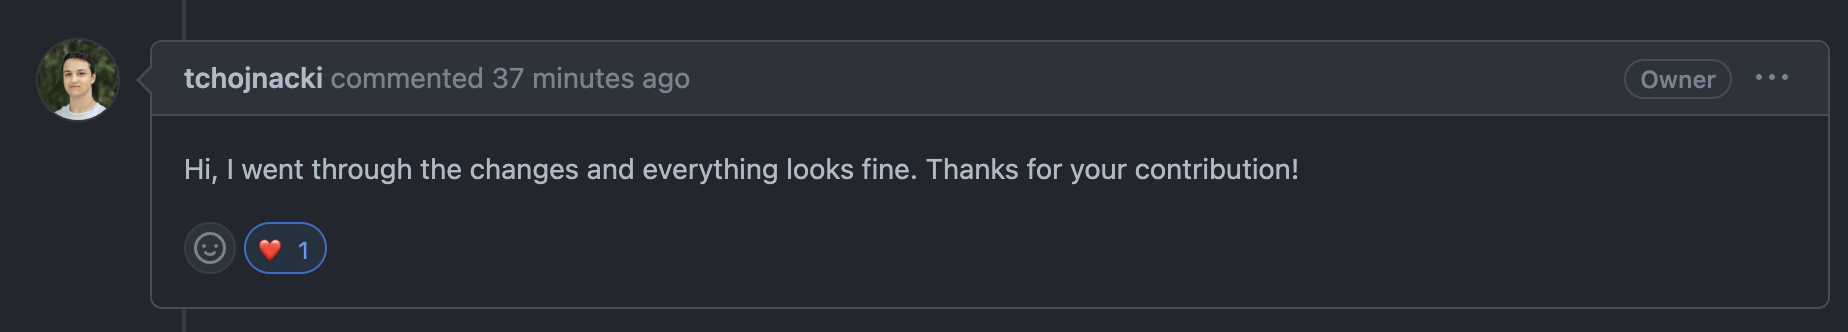 tchojnacki commented 37 minutes ago
Owner
Hi, I went through the changes and everything looks fine. Thanks for your contribution!
1